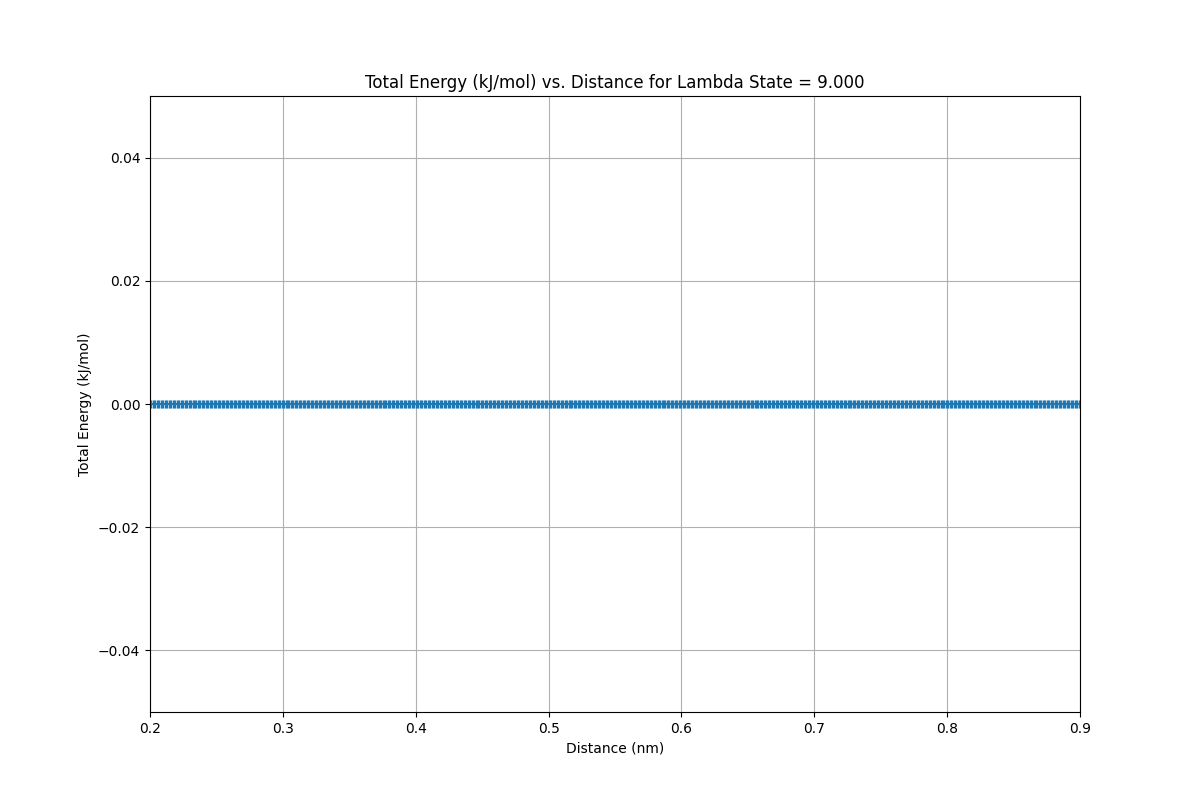 Total Energy (kJ/mol) vs. Distance for Lambda State = 9.000
0.04
0.02
0.00
−0.02
−0.04
Total Energy (kJ/mol)
0.2 0.3 0.4 0.5 0.6 0.7 0.8 0.9
Distance (nm)